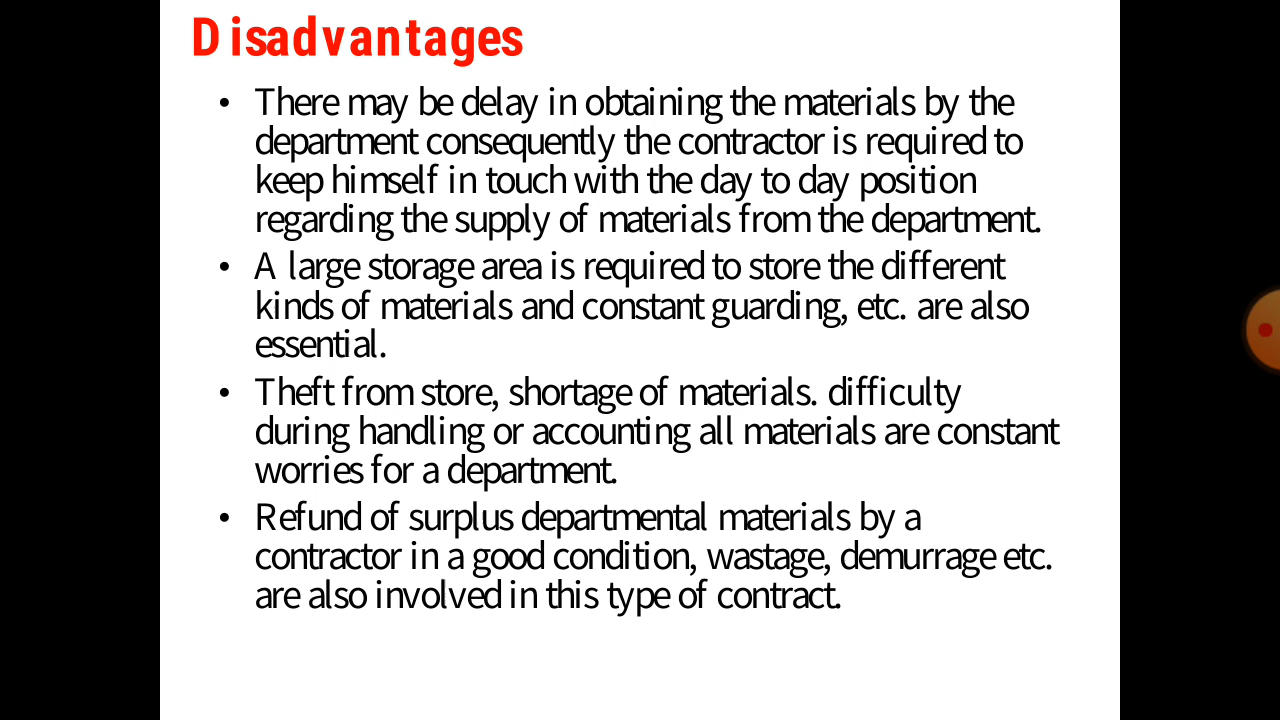 Disadvantages
• There may be delay in obtaining the materials by the
department consequently the contractor is required to
keep himself in touch with the day to day position
regarding the supply of materials from the department.
• A large storage area is required to store the different
kinds of materials and constant guarding, etc. are also
essential.
• Theft from store, shortage of materials. difficulty
during handling or accounting all materials are constant
worries for a department.
• Refund of surplus departmental materials by a
contractor in a good condition, wastage, demurrage etc.
are also involved in this type of contract.